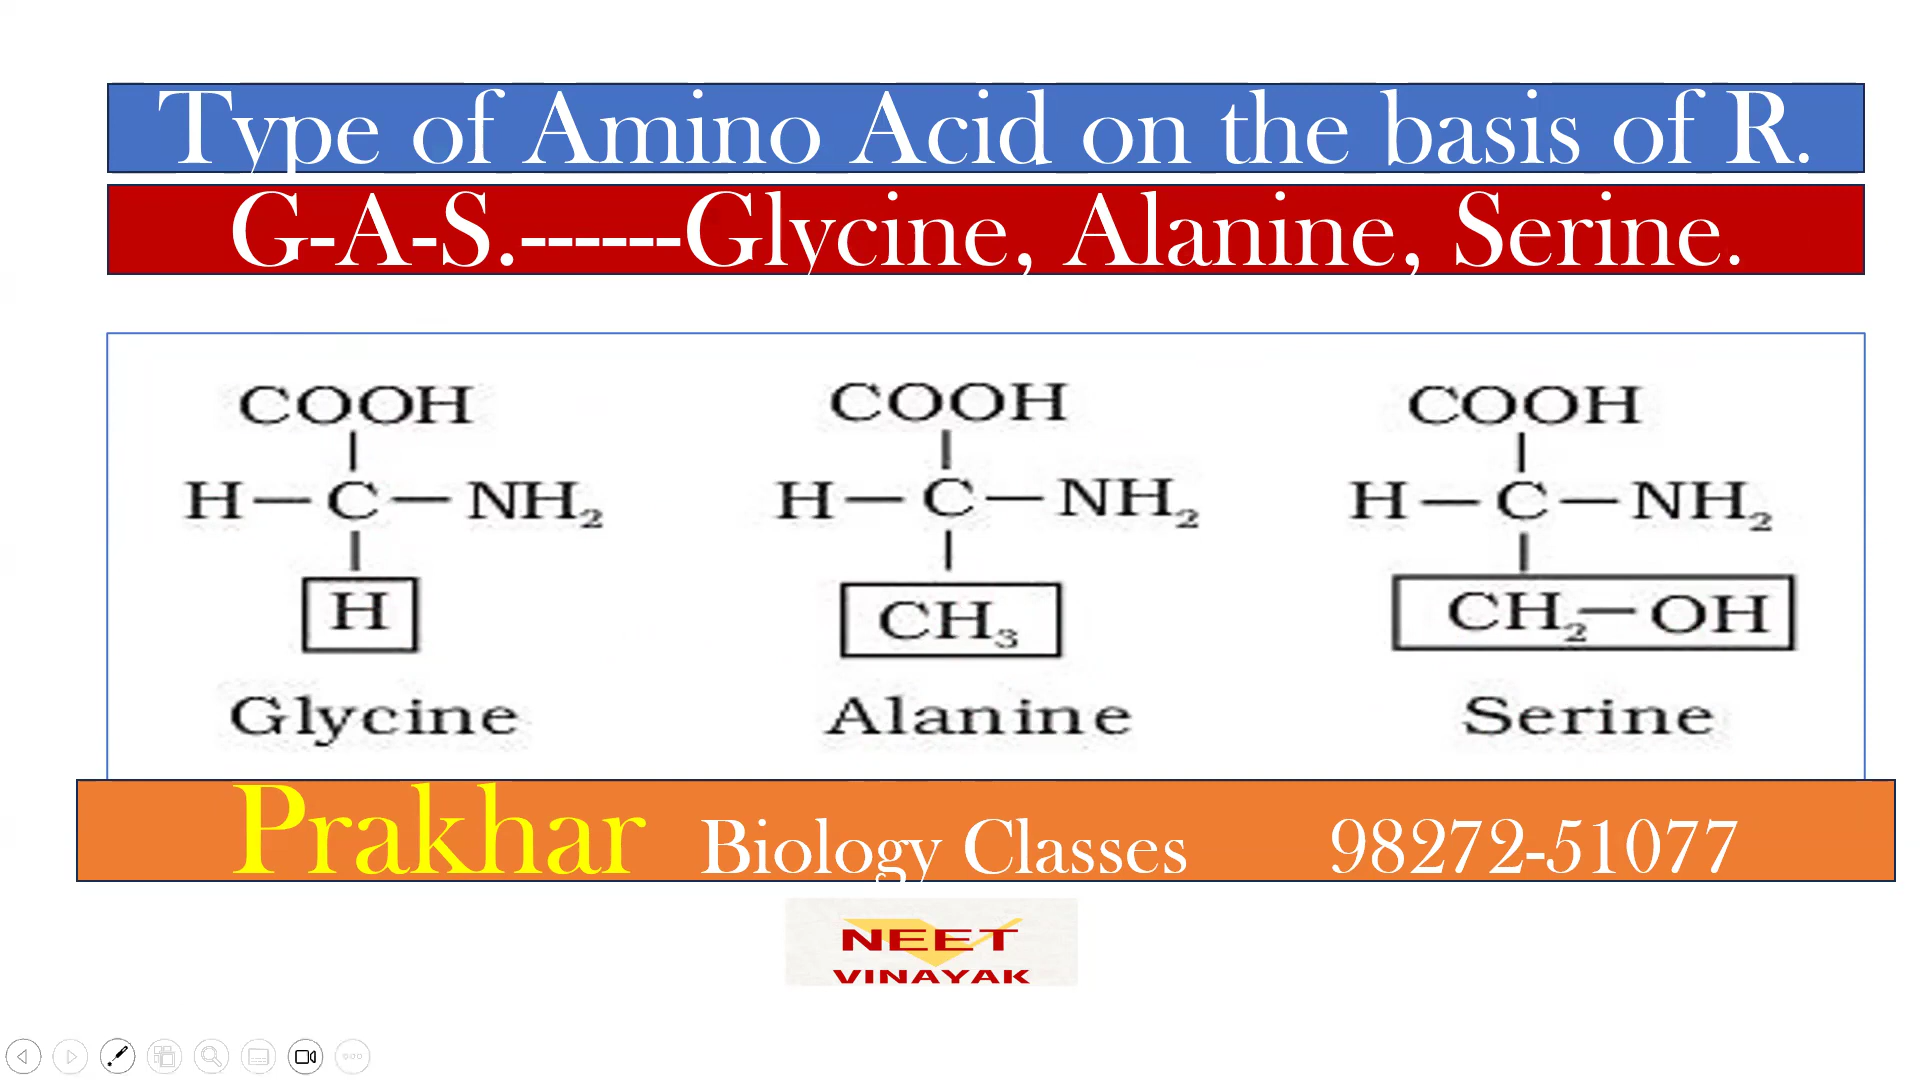 Type of Amino Acid on the basis of R.
G-A-S.------Glycine, Alanine, Serine.
COOH COOH COOH
H—C—NH₂ H—C—NH₂ H—C—NH₂
H CH₃ CH₂—OH
Glycine Alanine Serine
Prakhar Biology Classes 98272-51077
NEET
VINAYAK